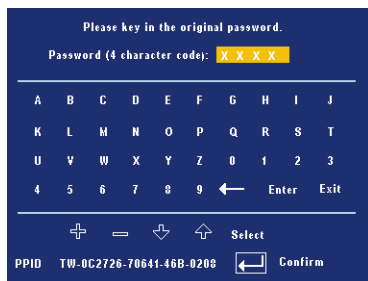 Please key in the original password.
Password (4 character code): X X X X
A B C D E F G H I J
K L M N O P Q R S T
U V W X Y Z 0 1 2 3
4 5 6 7 8 9 ← Enter Exit
Select
PPID TW-0C2726-70641-46B-0208 Confirm